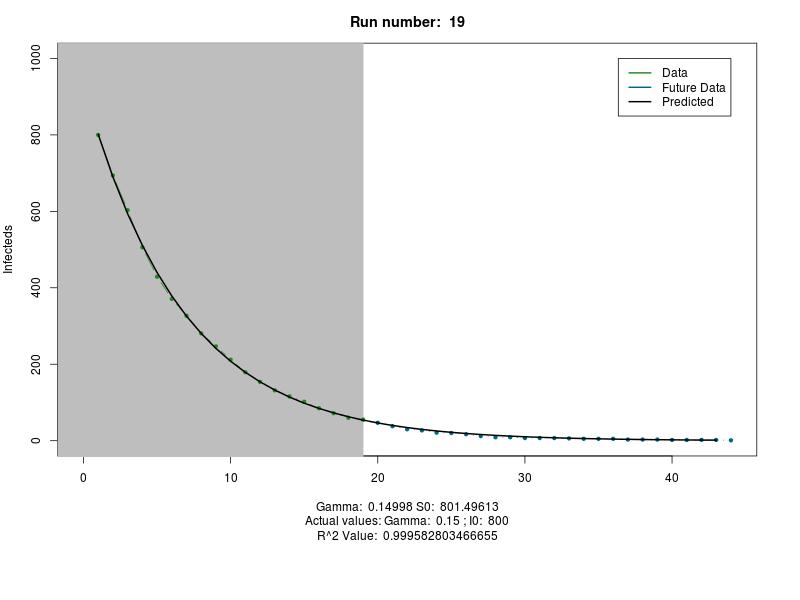 Run number: 19
1000
800
600
400
200
0
Infecteds
Data
Future Data
Predicted
0 10 20 30 40
Gamma: 0.14998 S0: 801.49613
Actual values: Gamma: 0.15 ; I0: 800
R^2 Value: 0.999582803466655